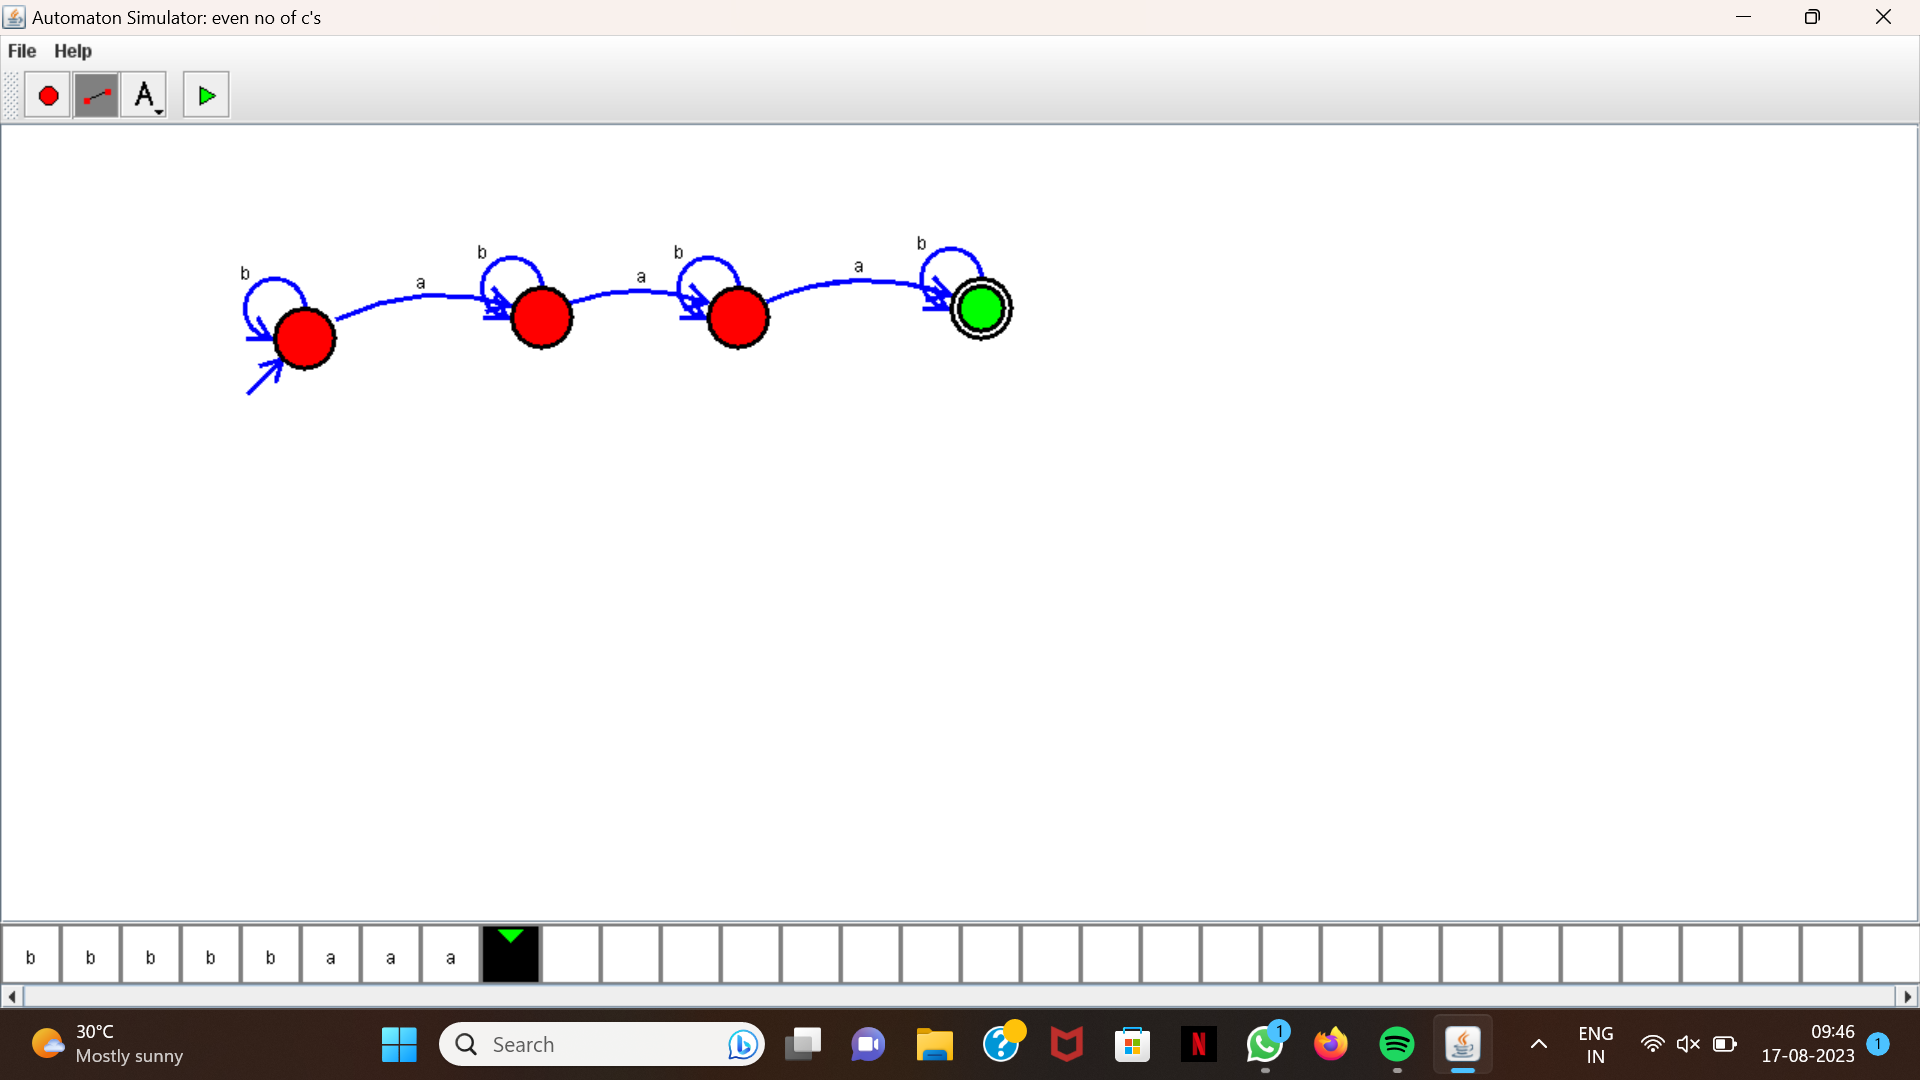 Automaton Simulator: even no of c's
File Help
A
b
a
b
a
b
a
b
b b b b b a a a
30°C
Mostly sunny
Search
1
ENG
IN
09:46
17-08-2023
1